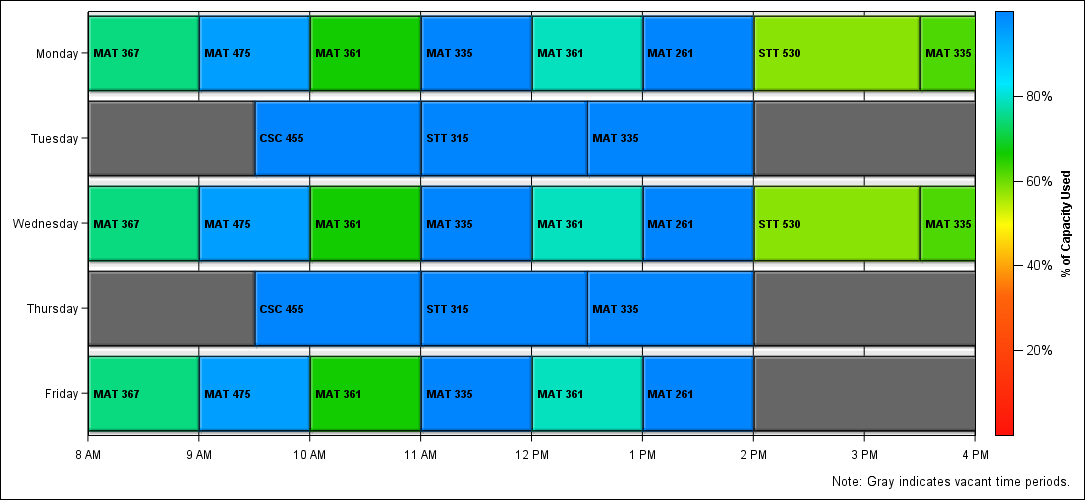 Monday
MAT 367 MAT 475 MAT 361 MAT 335 MAT 361 MAT 261 STT 530 MAT 335
Tuesday
CSC 455 STT 315 MAT 335
Wednesday
MAT 367 MAT 475 MAT 361 MAT 335 MAT 361 MAT 261 STT 530 MAT 335
Thursday
CSC 455 STT 315 MAT 335
Friday
MAT 367 MAT 475 MAT 361 MAT 335 MAT 361 MAT 261
8 AM 9 AM 10 AM 11 AM 12 PM 1 PM 2 PM 3 PM 4 PM
80%
60%
40%
20%
% of Capacity Used
Note: Gray indicates vacant time periods.